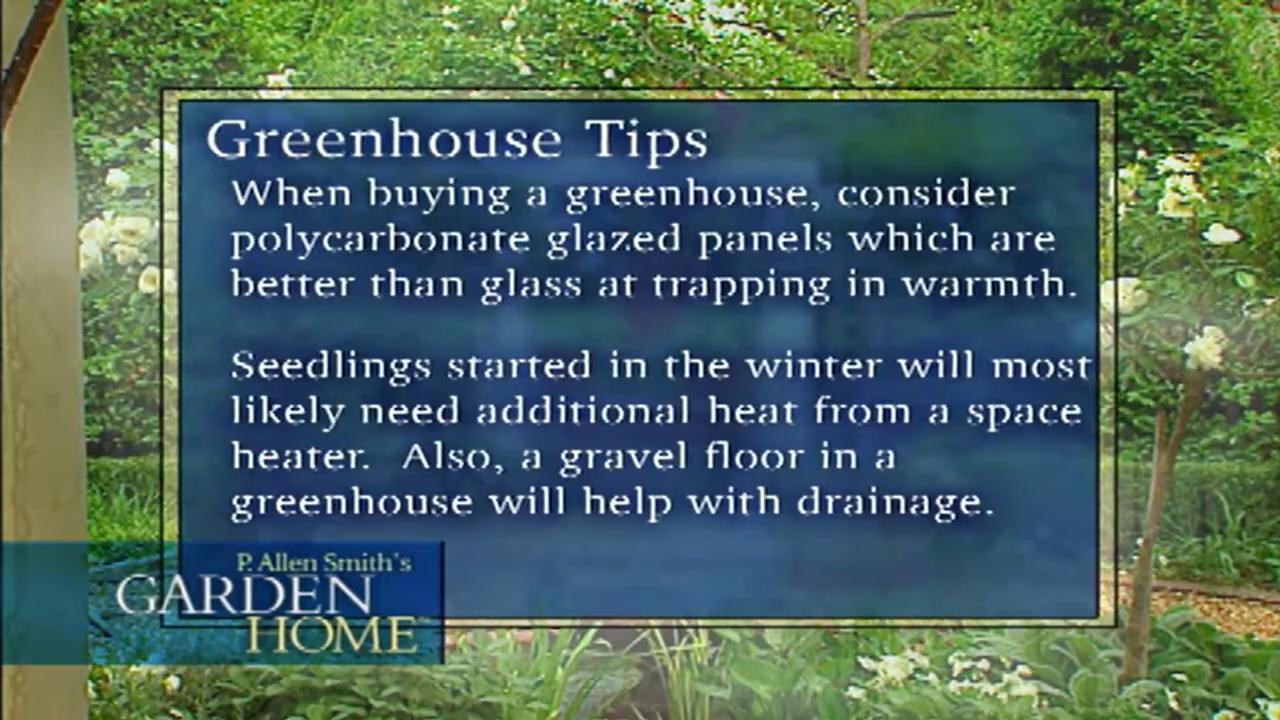 Greenhouse Tips
When buying a greenhouse, consider
polycarbonate glazed panels which are
better than glass at trapping in warmth.
Seedlings started in the winter will most
likely need additional heat from a space
heater. Also, a gravel floor in a
greenhouse will help with drainage.
P. Allen Smith's
GARDEN
HOME